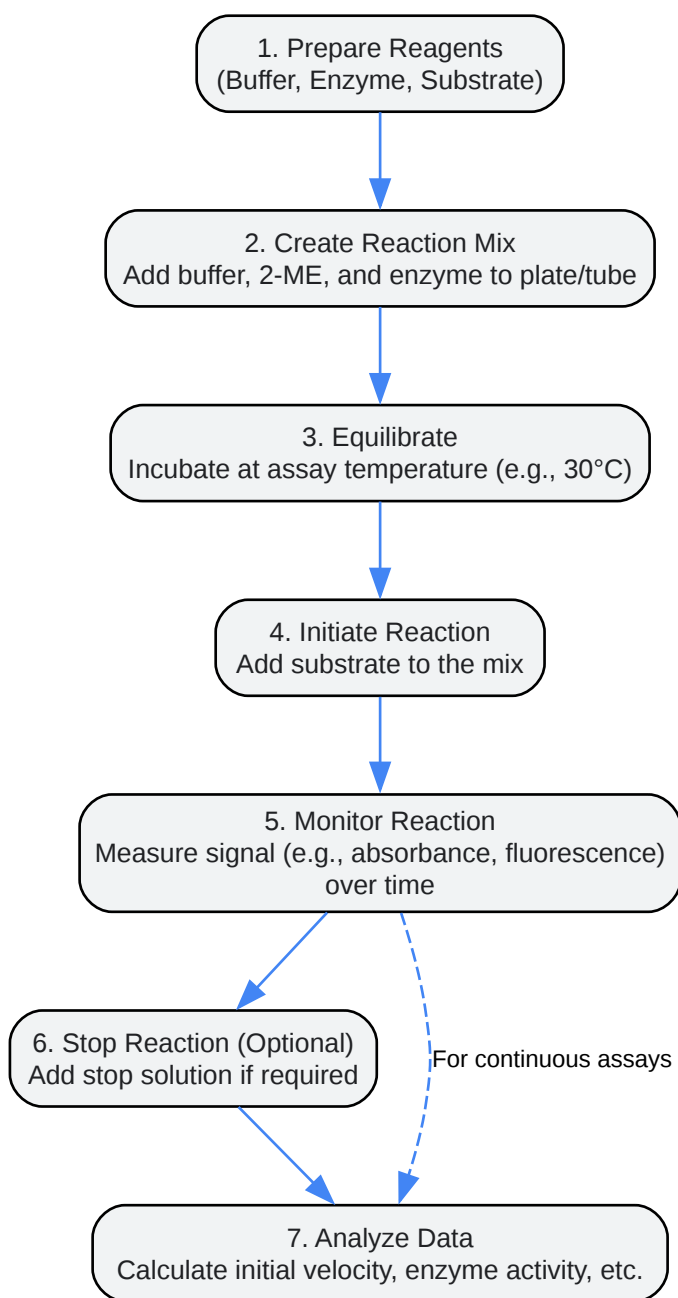 1. Prepare Reagents
(Buffer, Enzyme, Substrate)
2. Create Reaction Mix
Add buffer, 2-ME, and enzyme to plate/tube
3. Equilibrate
Incubate at assay temperature (e.g., 30°C)
4. Initiate Reaction
Add substrate to the mix
5. Monitor Reaction
Measure signal (e.g., absorbance, fluorescence)
over time
6. Stop Reaction (Optional)
Add stop solution if required
For continuous assays
7. Analyze Data
Calculate initial velocity, enzyme activity, etc.